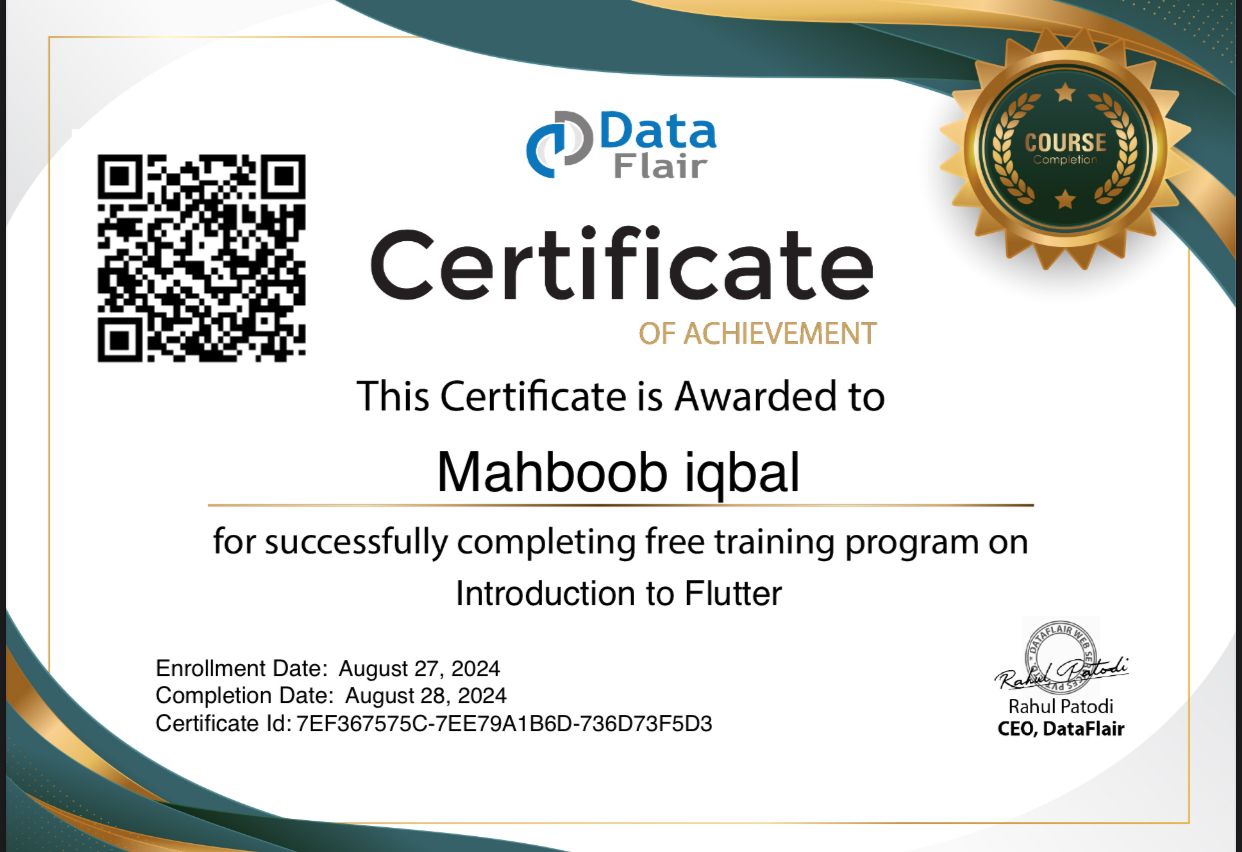 Data
Flair
COURSE
Completion
Certificate
OF ACHIEVEMENT
This Certificate is Awarded to
Mahboob iqbal
for successfully completing free training program on
Introduction to Flutter
Enrollment Date: August 27, 2024
Completion Date: August 28, 2024
Certificate Id: 7EF367575C-7EE79A1B6D-736D73F5D3
DATAFLAIR WEB
Rahul Patodi
Rahul Patodi
CEO, DataFlair